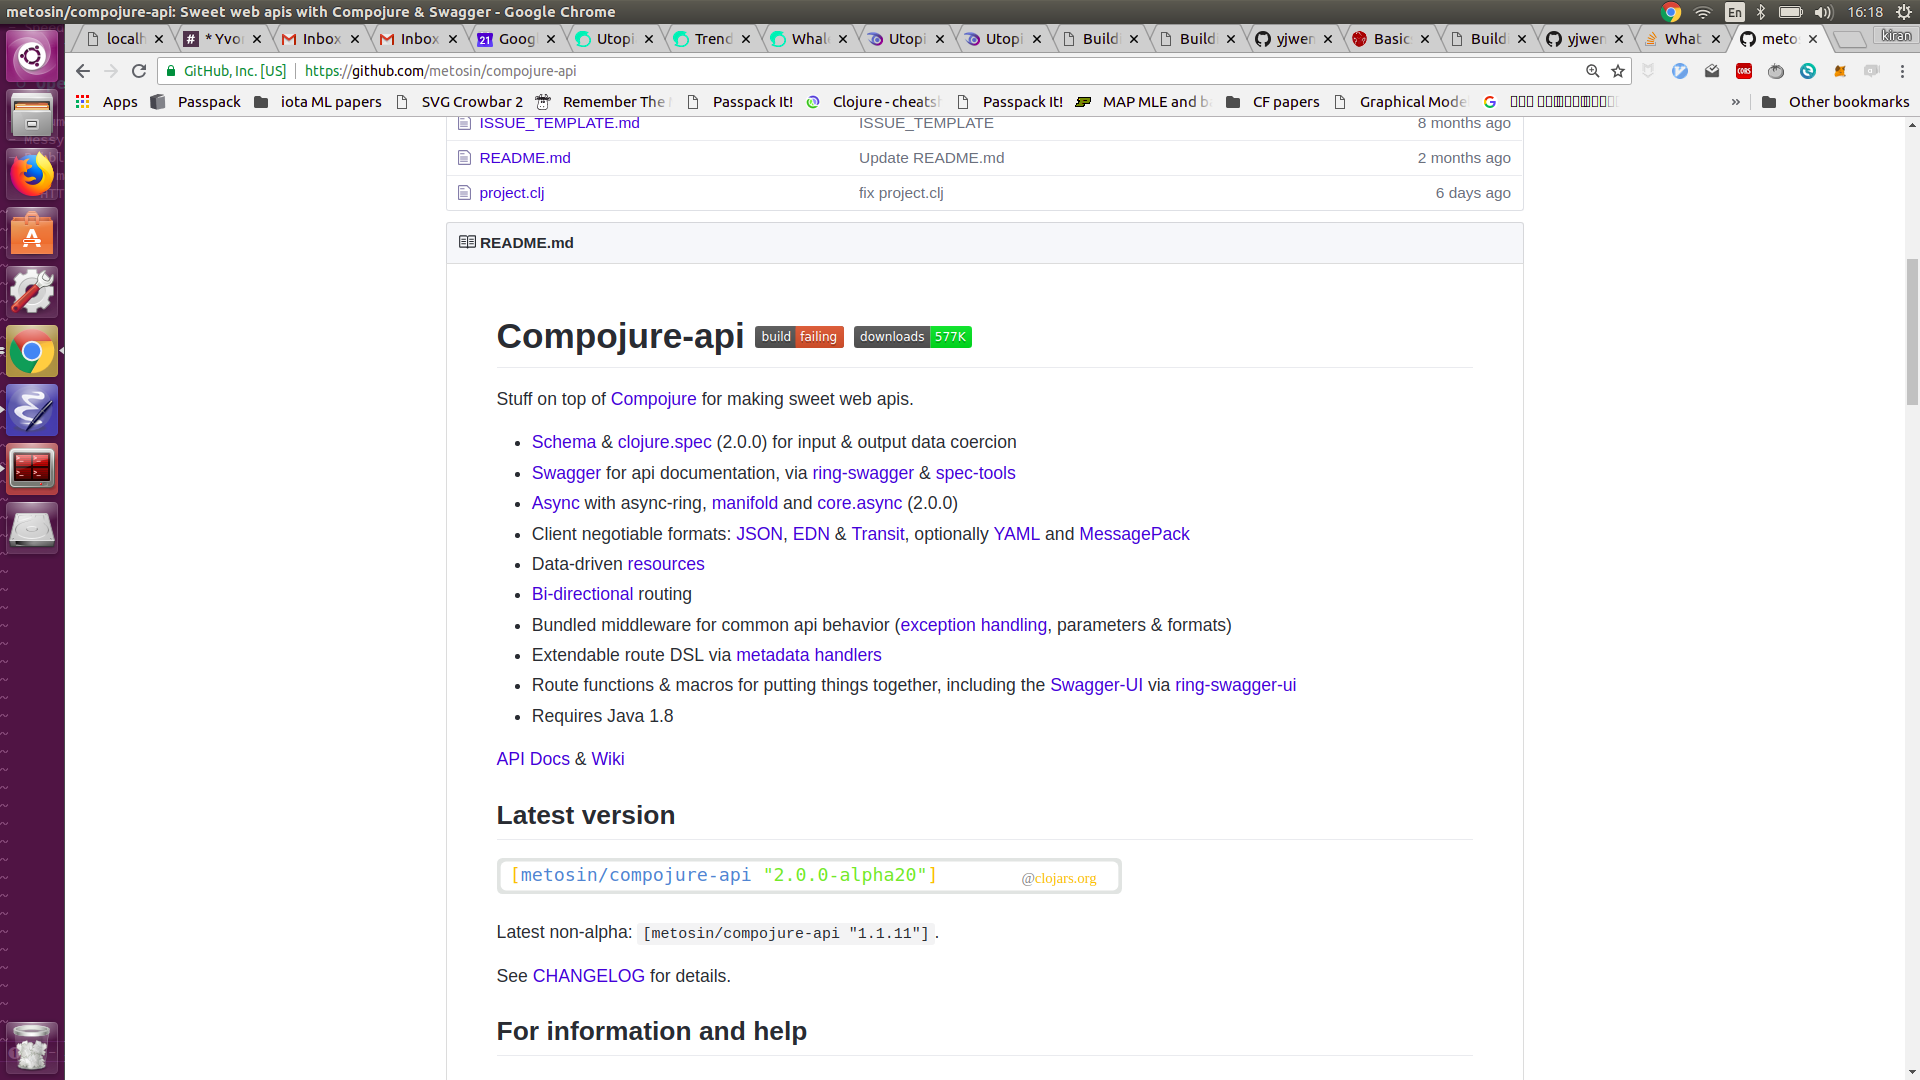 metosin/compojure-api: Sweet web apis with Compojure & Swagger - Google Chrome
En
16:18
localh
* Yvo
Inbox
Inbox
21 Goog
Utopi
Trend
Whal
Utopi
Utopi
Build
Build
yjwen
Basic
Build
yjwen
What
meto
kiran
GitHub, Inc. [US]
https://github.com/metosin/compojure-api
CORS
Apps
Passpack
iota ML papers
SVG Crowbar 2
Remember The
Passpack It!
Clojure - cheats
Passpack It!
MAP MLE and b
CF papers
Graphical Mode
»
Other bookmarks
ISSUE_TEMPLATE.md ISSUE_TEMPLATE 8 months ago
README.md Update README.md 2 months ago
project.clj fix project.clj 6 days ago
README.md
Compojure-api build failing downloads 577K
Stuff on top of Compojure for making sweet web apis.
• Schema & clojure.spec (2.0.0) for input & output data coercion
• Swagger for api documentation, via ring-swagger & spec-tools
• Async with async-ring, manifold and core.async (2.0.0)
• Client negotiable formats: JSON, EDN & Transit, optionally YAML and MessagePack
• Data-driven resources
• Bi-directional routing
• Bundled middleware for common api behavior (exception handling, parameters & formats)
• Extendable route DSL via metadata handlers
• Route functions & macros for putting things together, including the Swagger-UI via ring-swagger-ui
• Requires Java 1.8
API Docs & Wiki
Latest version
[metosin/compojure-api "2.0.0-alpha20"] @clojars.org
Latest non-alpha: [metosin/compojure-api "1.1.11"] .
See CHANGELOG for details.
For information and help